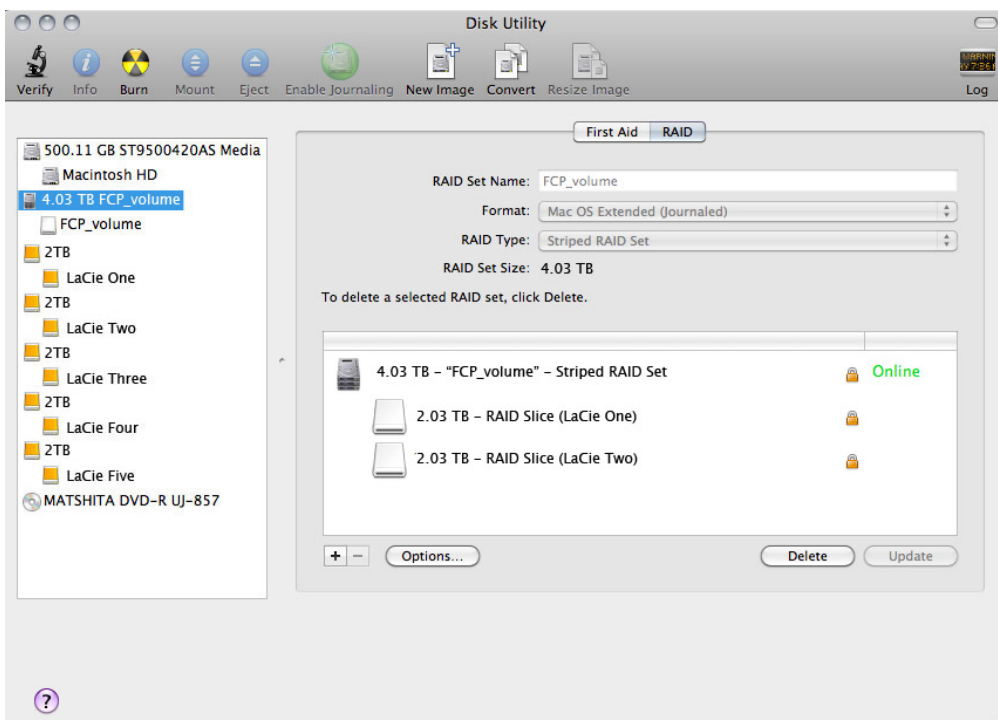 Disk Utility
Verify Info Burn Mount Eject Enable Journaling New Image Convert Resize Image Log
500.11 GB ST9500420AS Media
Macintosh HD
4.03 TB FCP_volume
FCP_volume
2TB
LaCie One
2TB
LaCie Two
2TB
LaCie Three
2TB
LaCie Four
2TB
LaCie Five
MATSHITA DVD-R UJ-857
First Aid RAID
RAID Set Name: FCP_volume
Format: Mac OS Extended (Journaled)
RAID Type: Striped RAID Set
RAID Set Size: 4.03 TB
To delete a selected RAID set, click Delete.
4.03 TB – "FCP_volume" – Striped RAID Set Online
2.03 TB – RAID Slice (LaCie One)
2.03 TB – RAID Slice (LaCie Two)
+ – Options... Delete Update
?